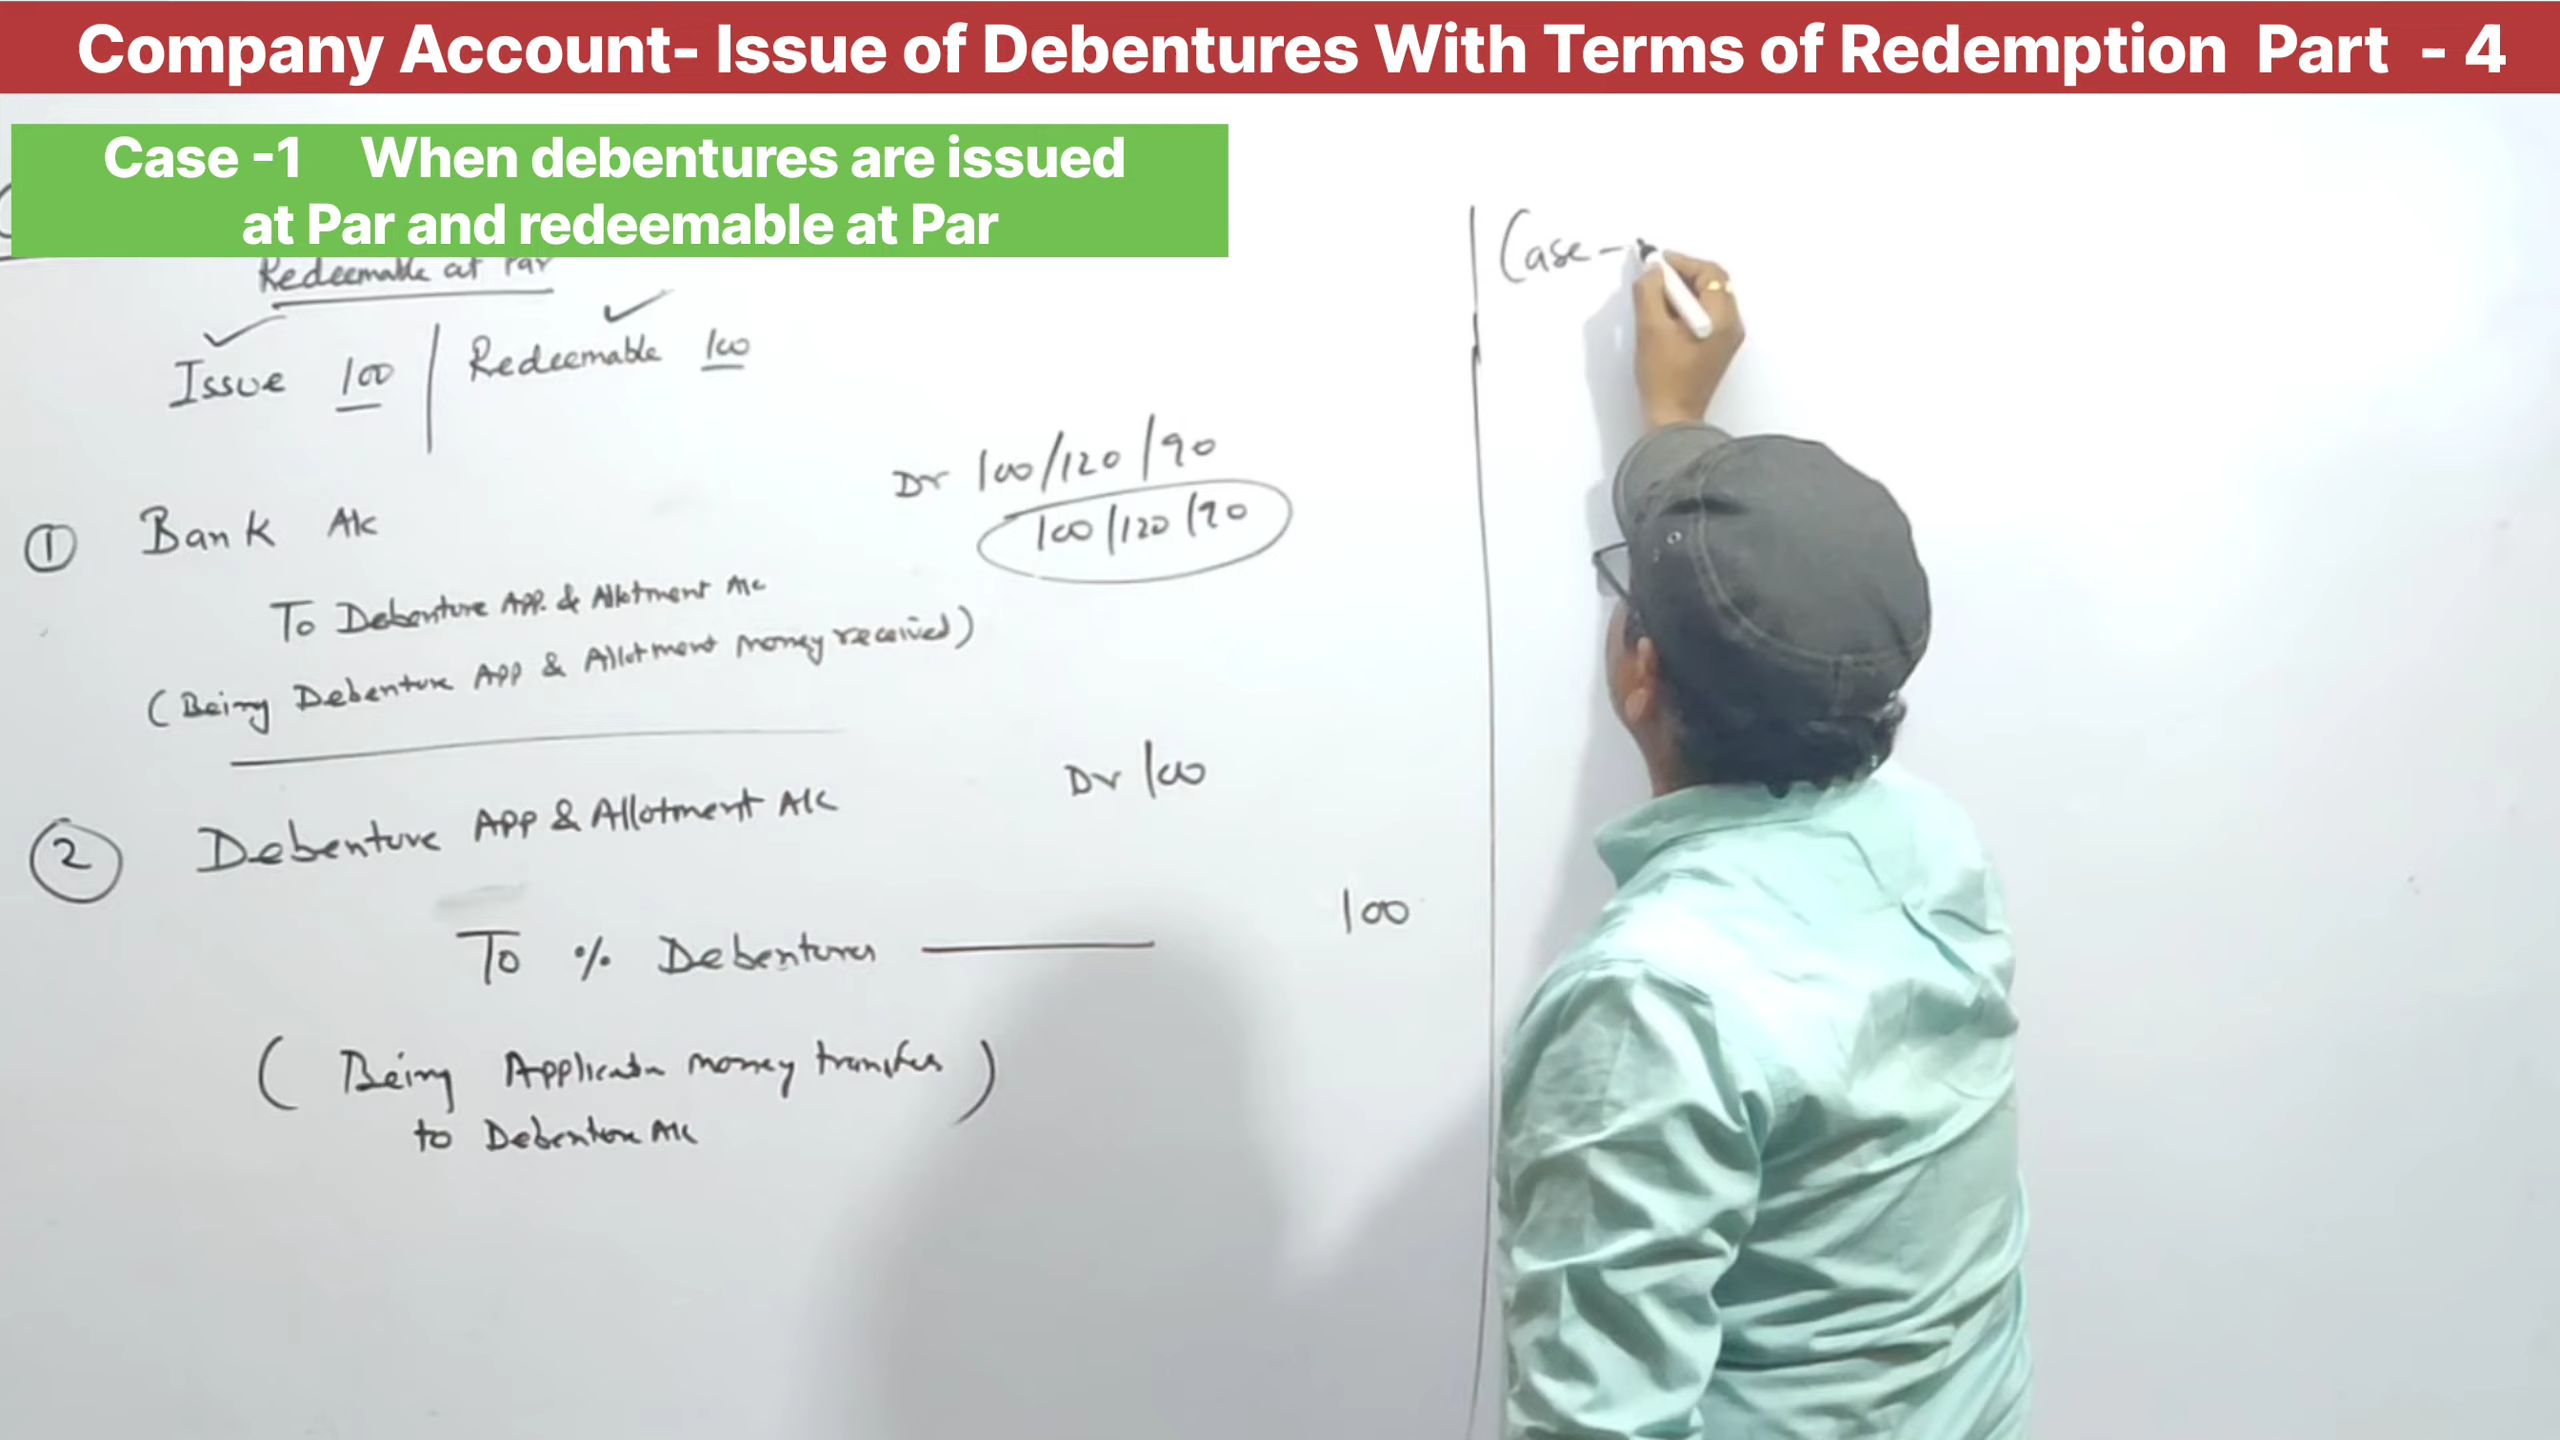 Company Account- Issue of Debentures With Terms of Redemption Part - 4
Case -1 When debentures are issued
at Par and redeemable at Par
Redeemable at Par
Issue 100 | Redeemable 100
① Bank A/c Dr 100/120/90
100/120/90
To Debenture App. & Allotment A/c
(Being Debenture App & Allotment money received)
② Debenture App & Allotment A/c Dr 100
To % Debentures 100
( Being Application money transfer )
to Debenture A/c
Case -